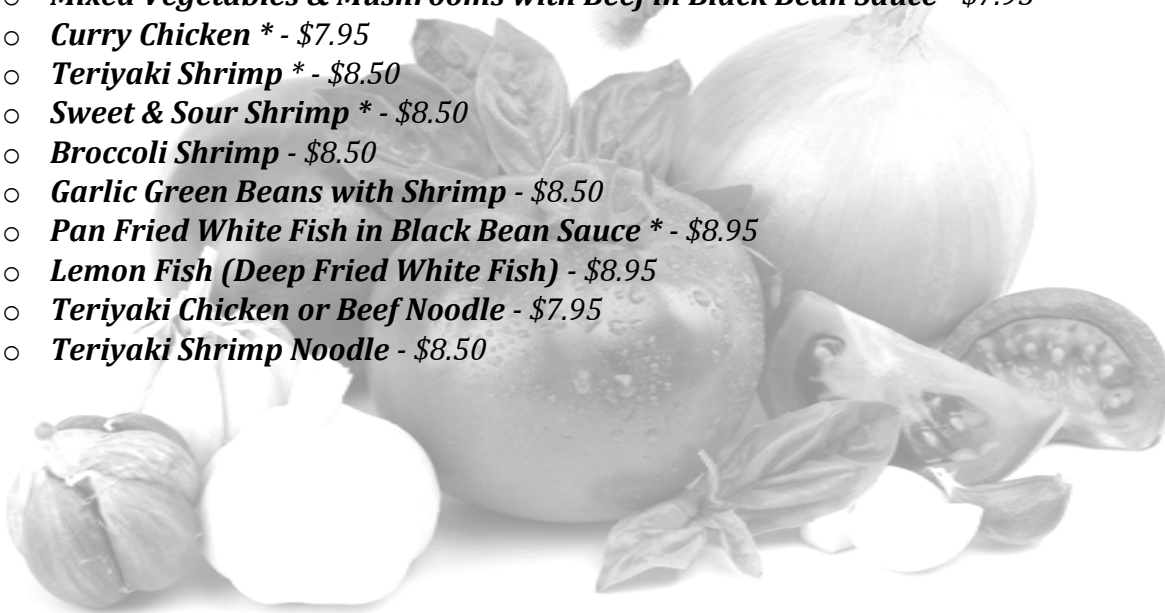 o Mixed Vegetables & Mushrooms with Beef in Black Bean Sauce - $7.95
o Curry Chicken * - $7.95
o Teriyaki Shrimp * - $8.50
o Sweet & Sour Shrimp * - $8.50
o Broccoli Shrimp - $8.50
o Garlic Green Beans with Shrimp - $8.50
o Pan Fried White Fish in Black Bean Sauce * - $8.95
o Lemon Fish (Deep Fried White Fish) - $8.95
o Teriyaki Chicken or Beef Noodle - $7.95
o Teriyaki Shrimp Noodle - $8.50